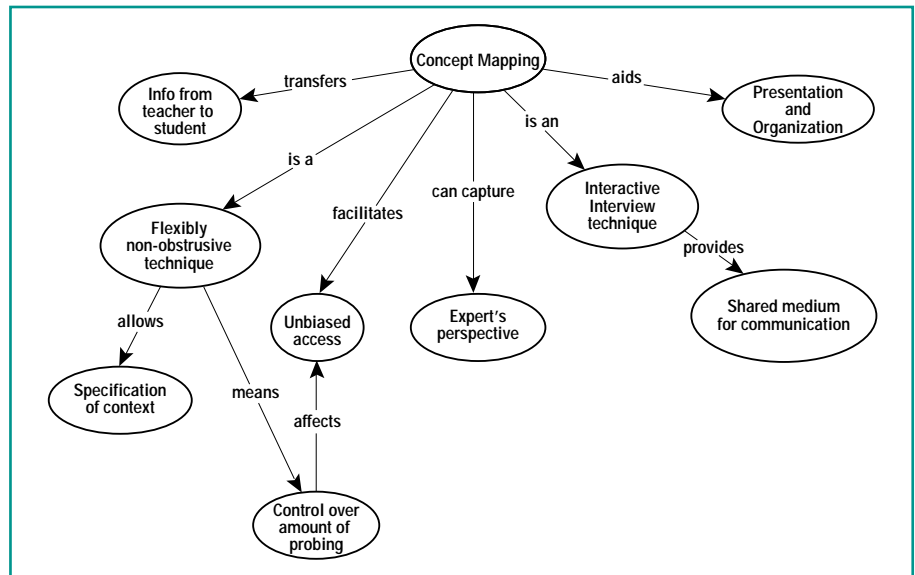 Concept Mapping
transfers
aids
Info from
teacher to
student
Presentation
and
Organization
is an
is a
can capture
Interactive
Interview
technique
facilitates
Flexibly
non-obstrusive
technique
provides
Shared medium
for communication
allows
Unbiased
access
Expert's
perspective
Specification
of context
means
affects
Control over
amount of
probing